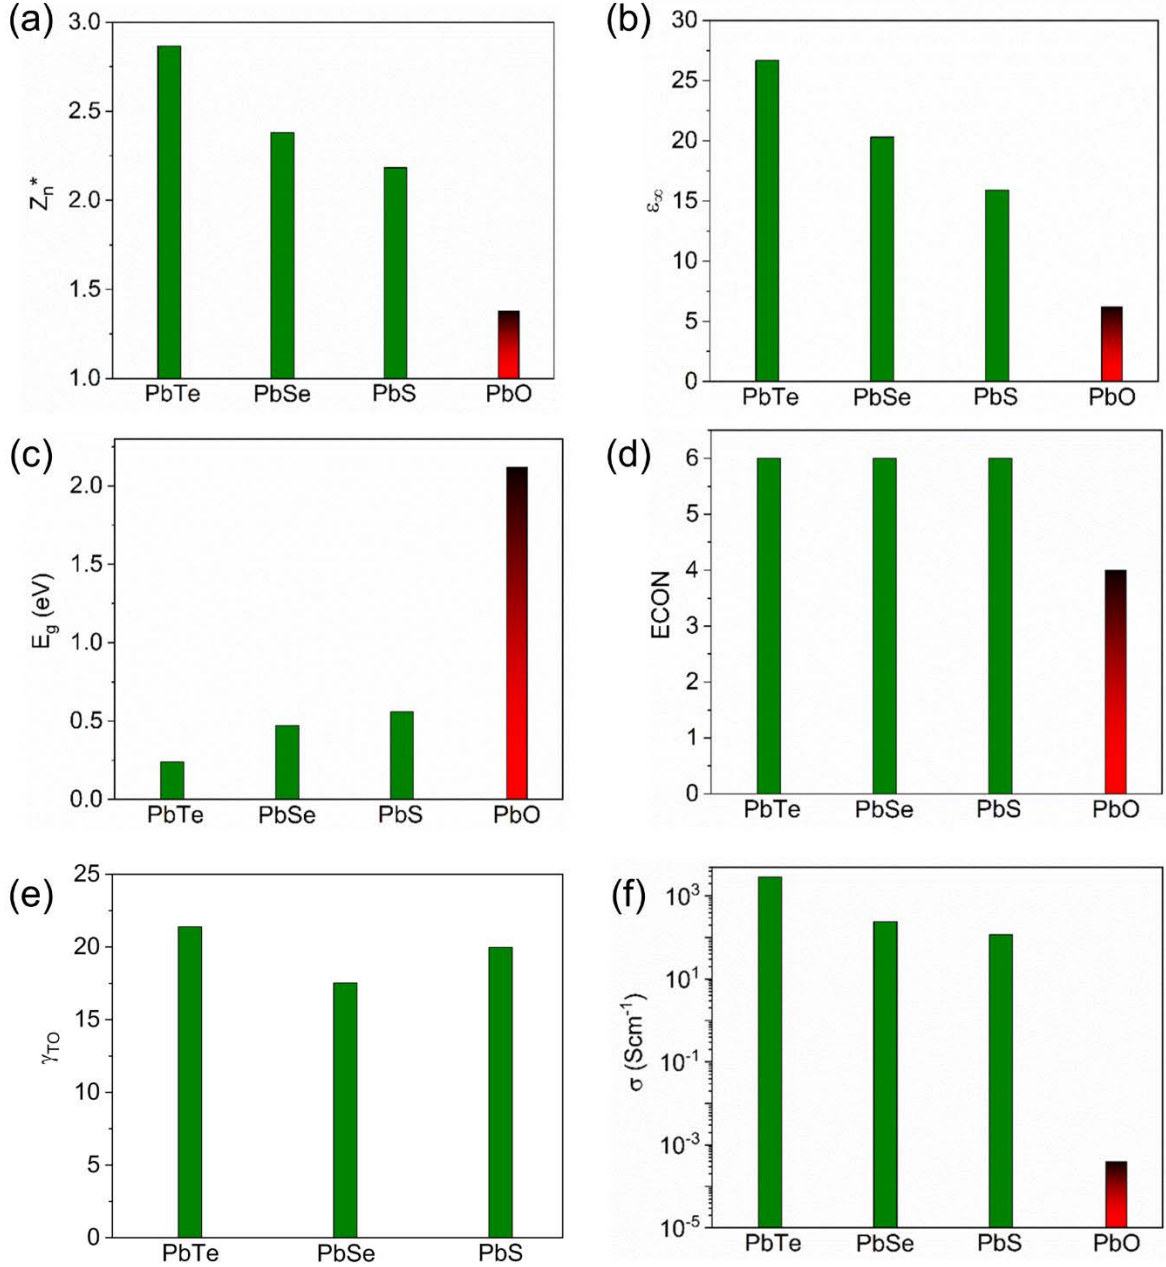 (a)
3.0
2.5
2.0
1.5
1.0
Zn*
PbTe PbSe PbS PbO
(b)
30
25
20
15
10
5
0
ε∞
PbTe PbSe PbS PbO
(c)
2.0
1.5
1.0
0.5
0.0
Eg (eV)
PbTe PbSe PbS PbO
(d)
6
5
4
3
2
1
0
ECON
PbTe PbSe PbS PbO
(e)
25
20
15
10
5
0
γTO
PbTe PbSe PbS
(f)
10³
10¹
10⁻¹
10⁻³
10⁻⁵
σ (Scm⁻¹)
PbTe PbSe PbS PbO